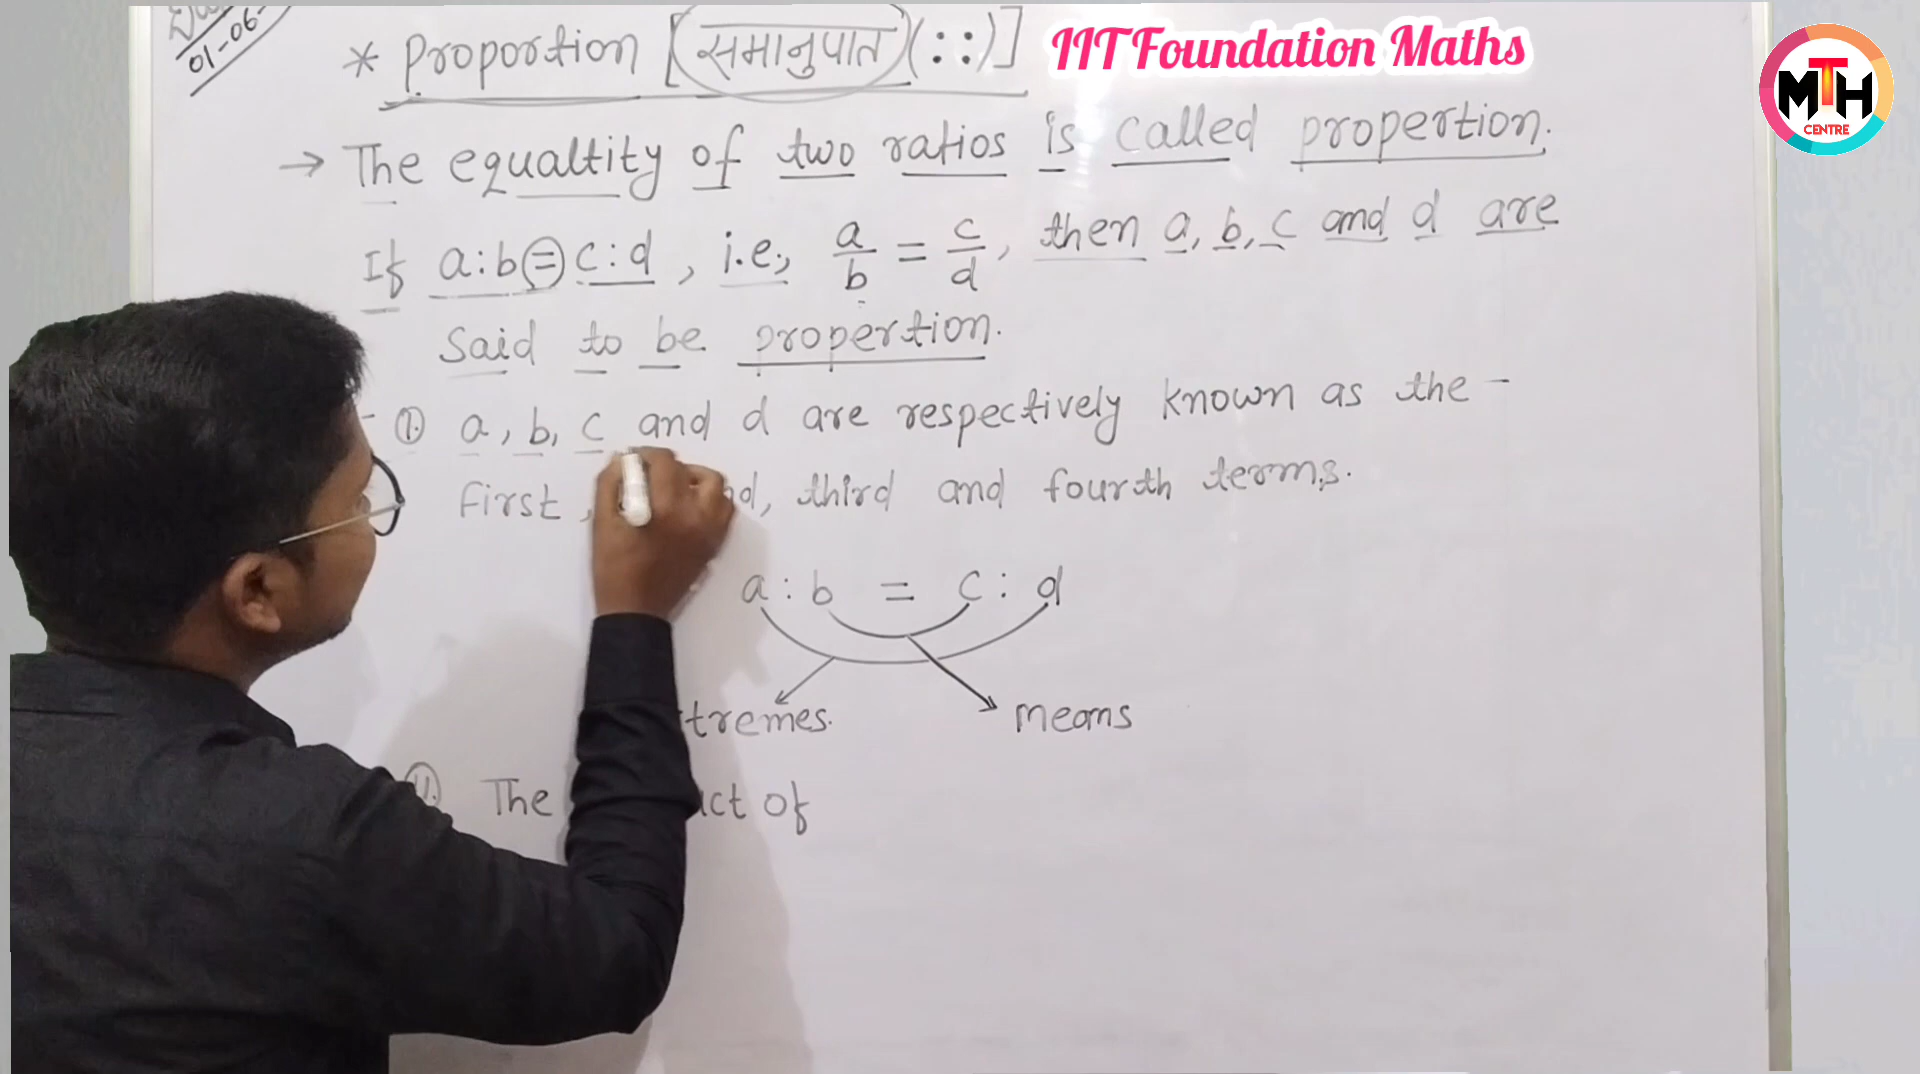 01-06-
* Proportion [(समानुपात)(::)]
IIT Foundation Maths
MTH
CENTRE
→ The equaltity of two ratios is called propertion.
If a:b = c:d, i.e., a/b = c/d, then a, b, c and d are
said to be propertion.
① a, b, c and d are respectively known as the -
first, third and fourth terms.
a : b = c : d
means
The of